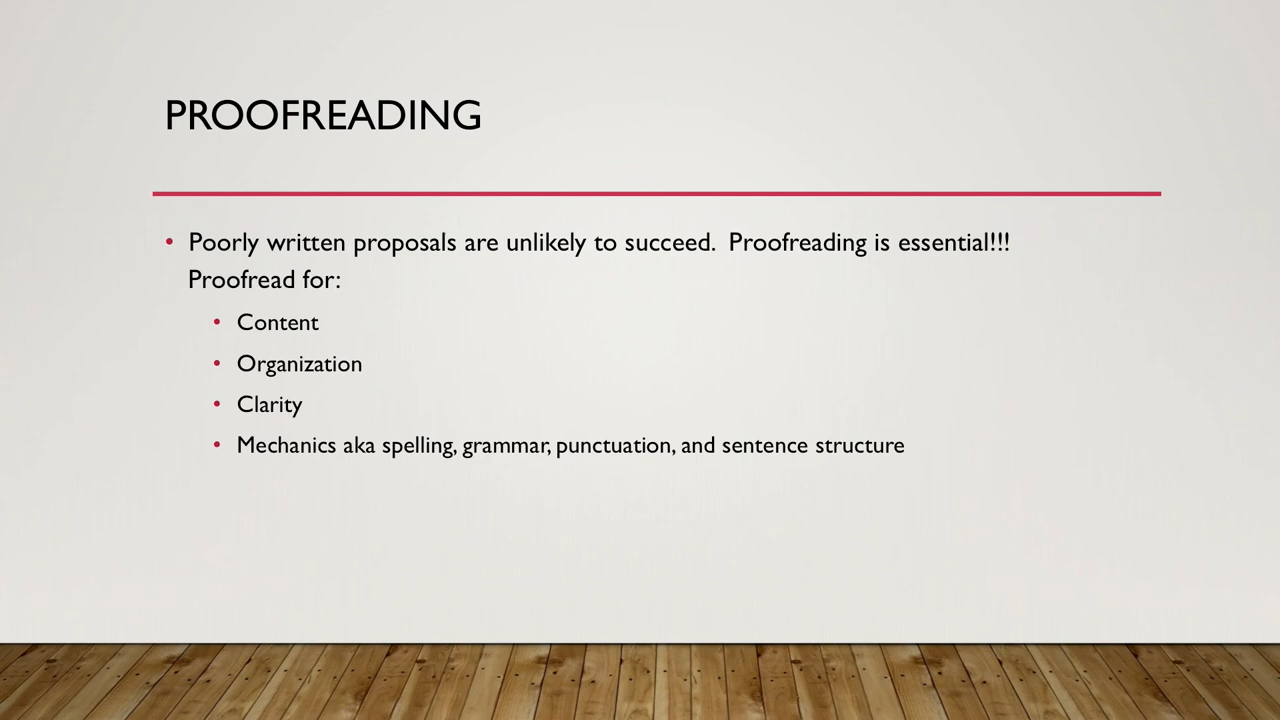 PROOFREADING
• Poorly written proposals are unlikely to succeed.  Proofreading is essential!!!
Proofread for:
• Content
• Organization
• Clarity
• Mechanics aka spelling, grammar, punctuation, and sentence structure